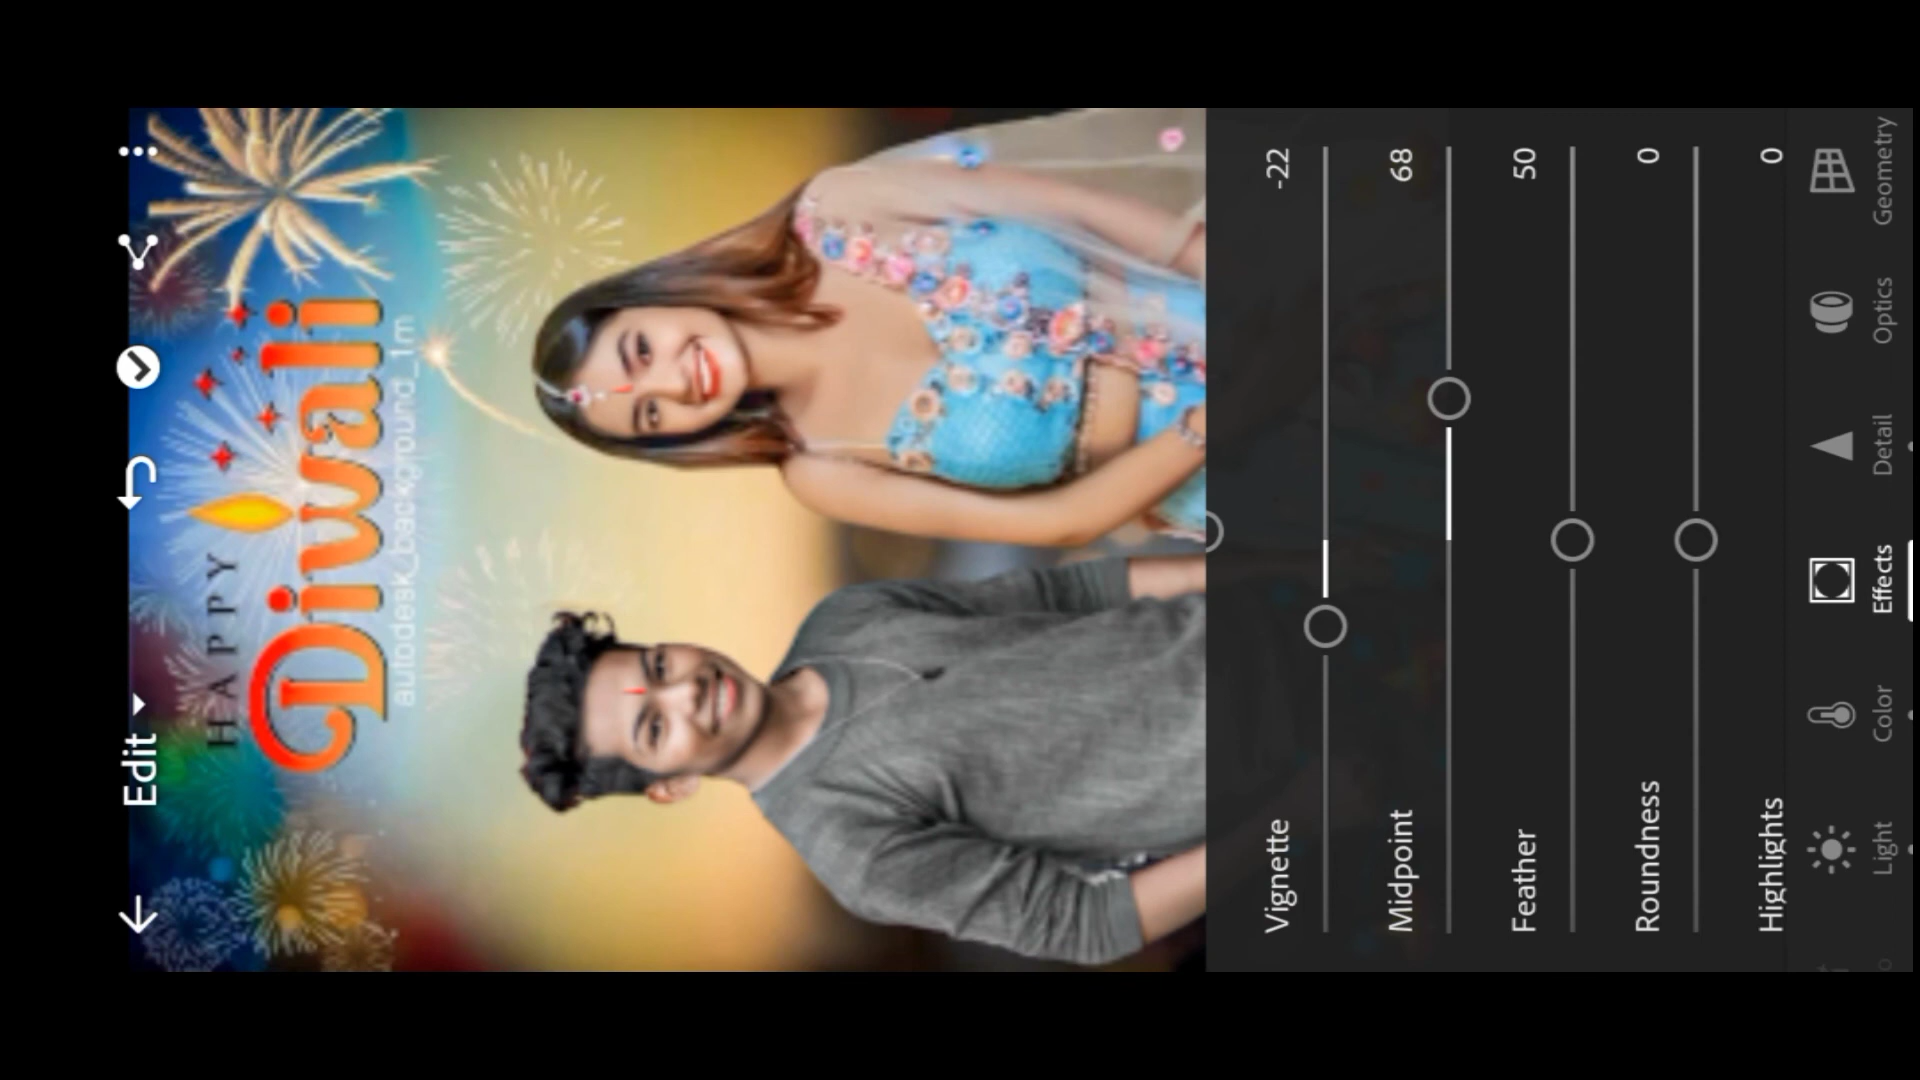 Edit
HAPPY
Diwali
autodesk_background_1m
Vignette -22
Midpoint 68
Feather 50
Roundness 0
Highlights 0
Light Color Effects Detail Optics Geometry